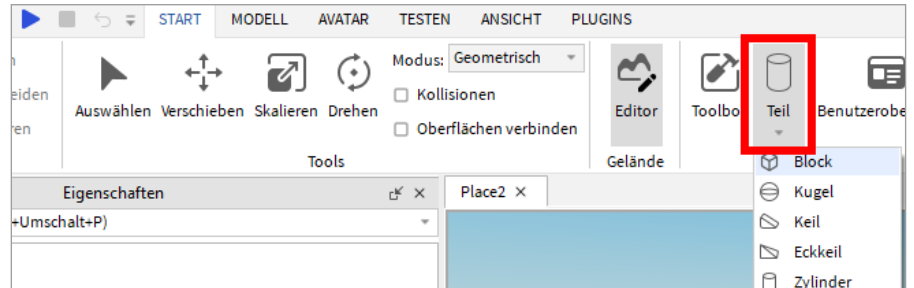 START MODELL AVATAR TESTEN ANSICHT PLUGINS
Modus: Geometrisch
Kollisionen
Oberflächen verbinden
Auswählen Verschieben Skalieren Drehen
Editor
Teil
Tools
Gelände
Block
Kugel
Keil
Eckkeil
Zylinder
Eigenschaften
Place2
+Umschalt+P)